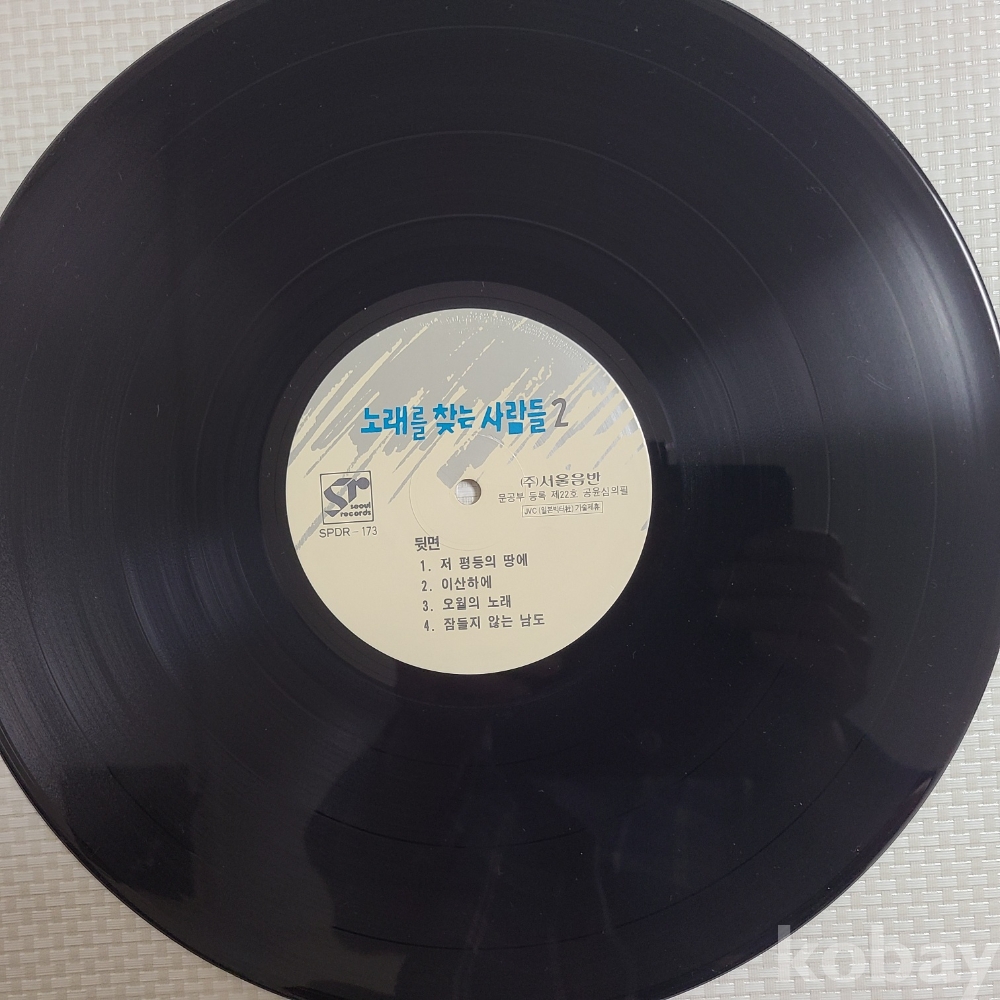 노래를 찾는 사람들 2
(주)서울음반
문공부 등록 제22호 공윤심의필
JVC (일본빅타社) 기술제휴
SR
seoul
records
SPDR-173
뒷면
1. 저 평등의 땅에
2. 이산하에
3. 오월의 노래
4. 잠들지 않는 남도
kobay